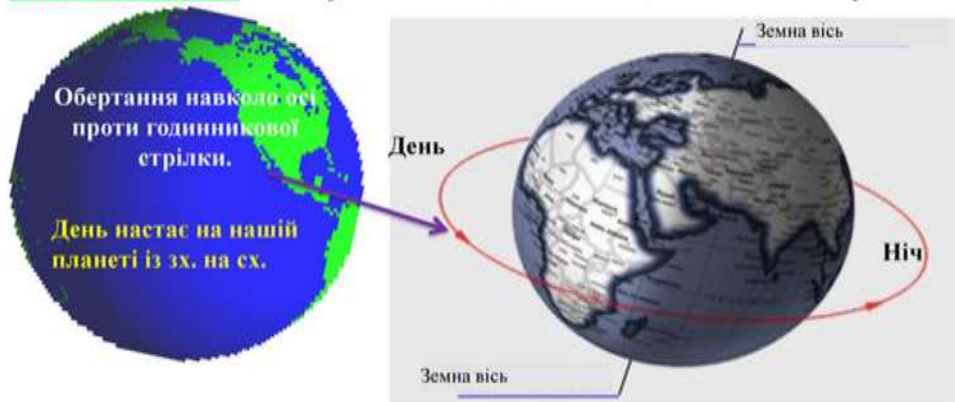 Обертання навколо осі
проти годинникової
стрілки.
День настає на нашій
планеті із зх. на сх.
Земна вісь
День
Ніч
Земна вісь